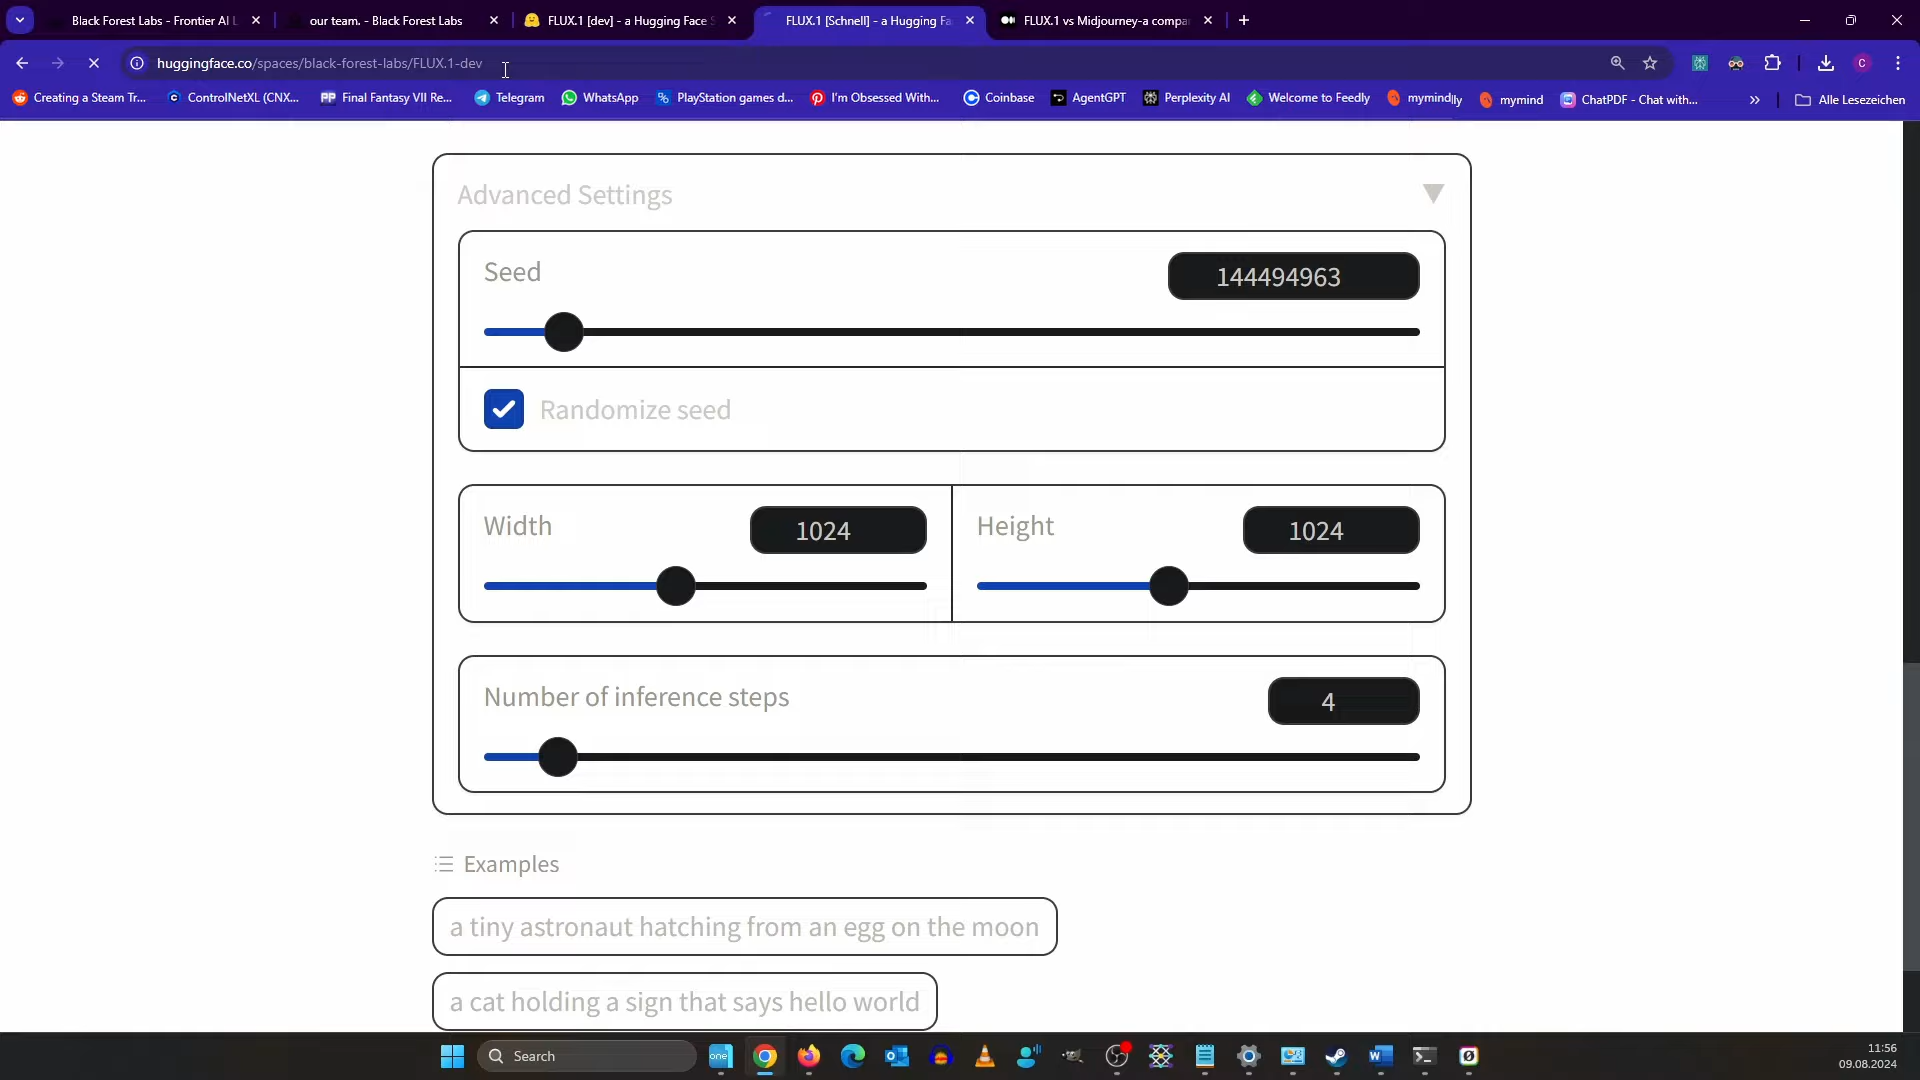 Black Forest Labs - Frontier AI L
our team. - Black Forest Labs
FLUX.1 [dev] - a Hugging Face S
FLUX.1 [Schnell] - a Hugging Fa
FLUX.1 vs Midjourney-a compa
huggingface.co/spaces/black-forest-labs/FLUX.1-dev
C
Creating a Steam Tr...
ControlNetXL (CNX...
Final Fantasy VII Re...
Telegram
WhatsApp
PlayStation games d...
I'm Obsessed With...
Coinbase
AgentGPT
Perplexity AI
Welcome to Feedly
mymind
mymind
ChatPDF - Chat with...
»
Alle Lesezeichen
Advanced Settings
Seed
144494963
Randomize seed
Width
1024
Height
1024
Number of inference steps
4
Examples
a tiny astronaut hatching from an egg on the moon
a cat holding a sign that says hello world
Search
one
11:56
09.08.2024